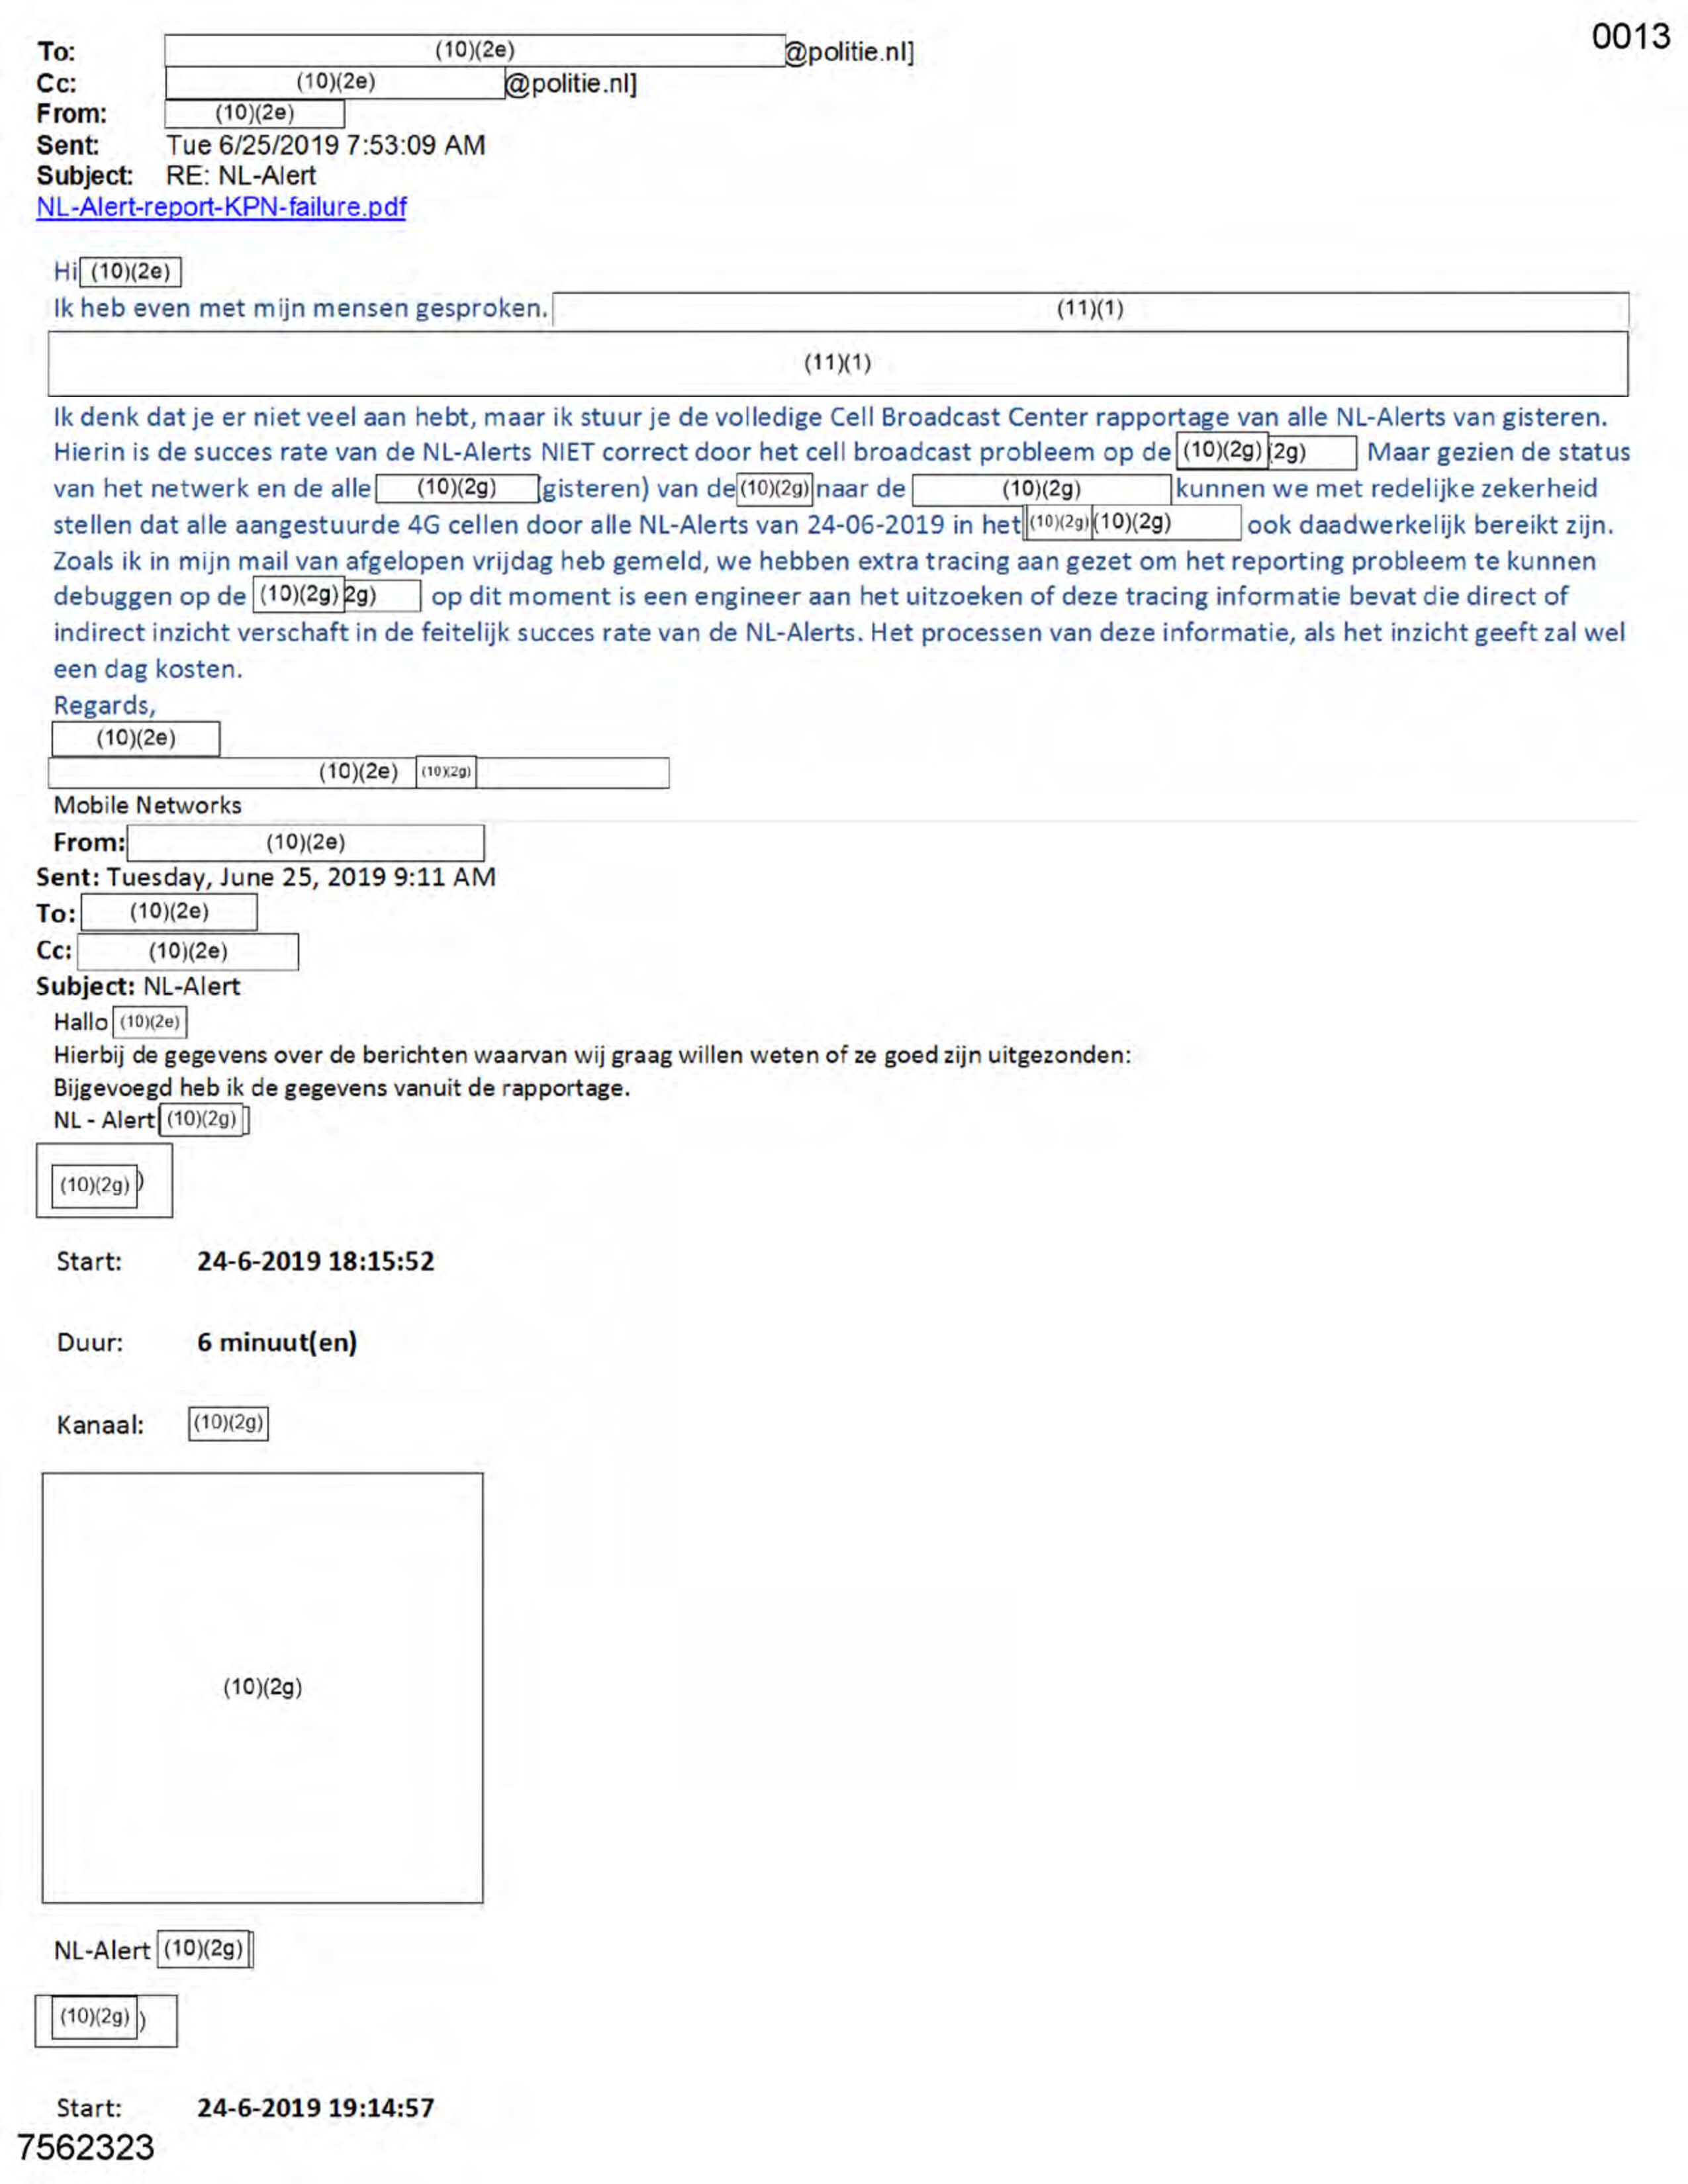 0013
To: (10)(2e) @politie.nl]
Cc: (10)(2e) @politie.nl]
From: (10)(2e)
Sent: Tue 6/25/2019 7:53:09 AM
Subject: RE: NL-Alert
NL-Alert-report-KPN-failure.pdf
Hi (10)(2e)
Ik heb even met mijn mensen gesproken. (11)(1)
(11)(1)
Ik denk dat je er niet veel aan hebt, maar ik stuur je de volledige Cell Broadcast Center rapportage van alle NL-Alerts van gisteren.
Hierin is de succes rate van de NL-Alerts NIET correct door het cell broadcast probleem op de (10)(2g) 2g) Maar gezien de status
van het netwerk en de alle (10)(2g) gisteren) van de (10)(2g) naar de (10)(2g) kunnen we met redelijke zekerheid
stellen dat alle aangestuurde 4G cellen door alle NL-Alerts van 24-06-2019 in het (10)(2g) (10)(2g) ook daadwerkelijk bereikt zijn.
Zoals ik in mijn mail van afgelopen vrijdag heb gemeld, we hebben extra tracing aan gezet om het reporting probleem te kunnen
debuggen op de (10)(2g) 2g) op dit moment is een engineer aan het uitzoeken of deze tracing informatie bevat die direct of
indirect inzicht verschaft in de feitelijk succes rate van de NL-Alerts. Het processen van deze informatie, als het inzicht geeft zal wel
een dag kosten.
Regards,
(10)(2e)
(10)(2e) (10)(2g)
Mobile Networks
From: (10)(2e)
Sent: Tuesday, June 25, 2019 9:11 AM
To: (10)(2e)
Cc: (10)(2e)
Subject: NL-Alert
Hallo (10)(2e)
Hierbij de gegevens over de berichten waarvan wij graag willen weten of ze goed zijn uitgezonden:
Bijgevoegd heb ik de gegevens vanuit de rapportage.
NL - Alert (10)(2g)
(10)(2g) )
Start: 24-6-2019 18:15:52
Duur: 6 minuut(en)
Kanaal: (10)(2g)
(10)(2g)
NL-Alert (10)(2g)
(10)(2g) )
Start: 24-6-2019 19:14:57
7562323